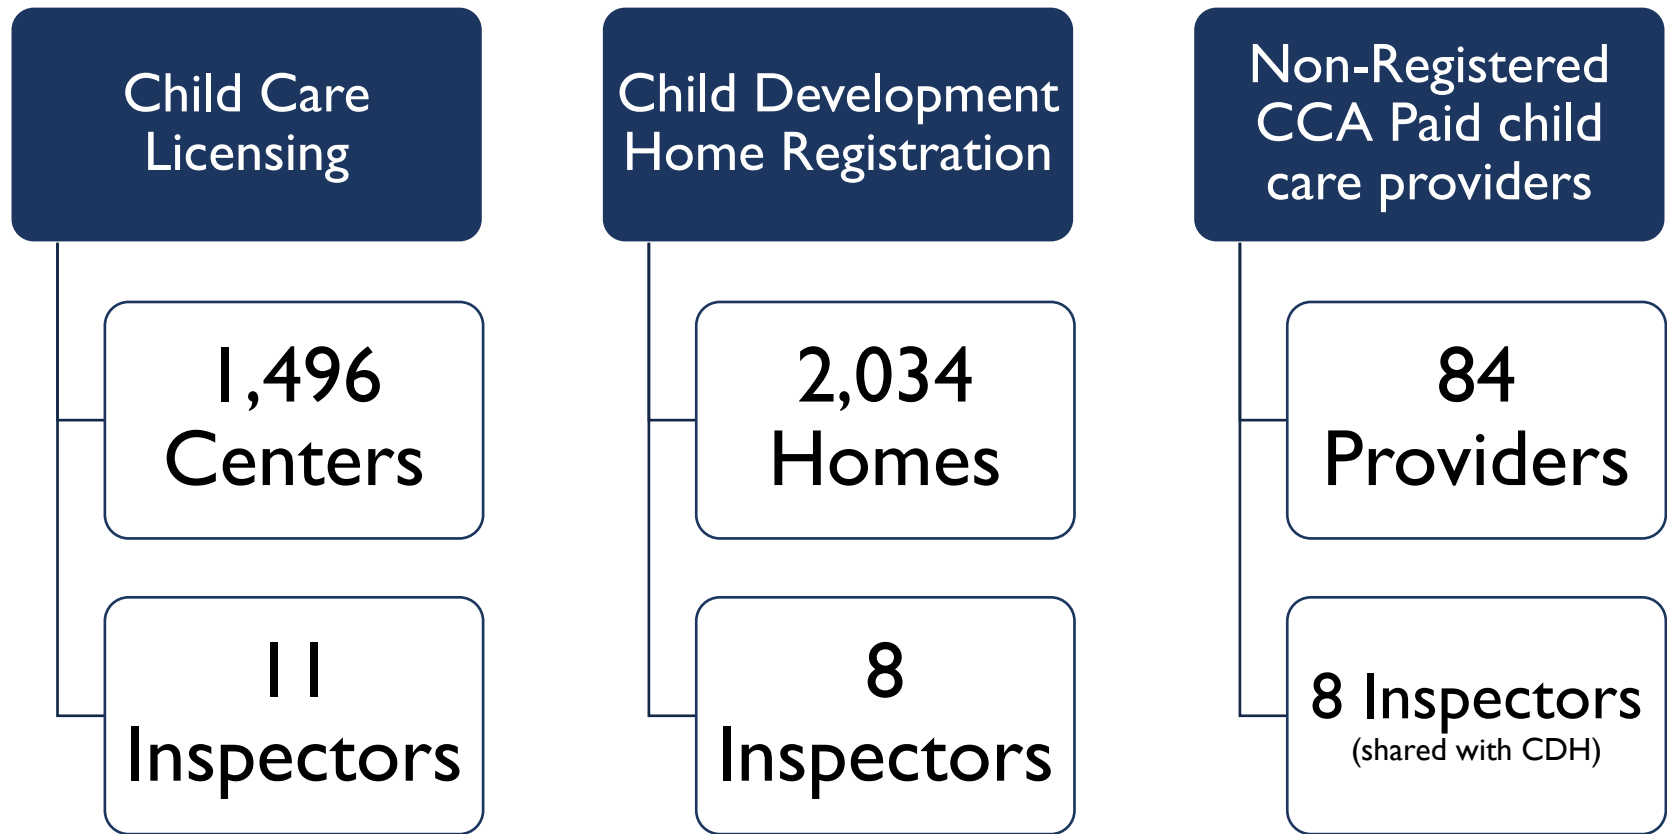 Child Care
Licensing
1,496
Centers
11
Inspectors
Child Development
Home Registration
2,034
Homes
8
Inspectors
Non-Registered
CCA Paid child
care providers
84
Providers
8 Inspectors
(shared with CDH)